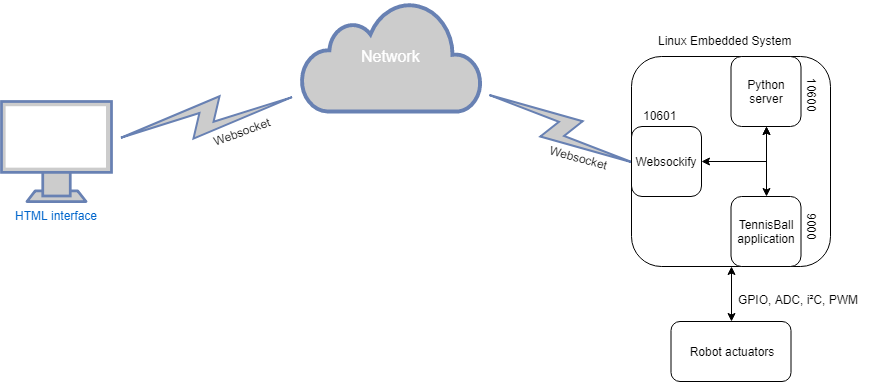 Linux Embedded System
Network
Python
server
10600
10601
Websocket
Websocket
Websockify
HTML interface
TennisBall
application
9000
GPIO, ADC, i²C, PWM
Robot actuators